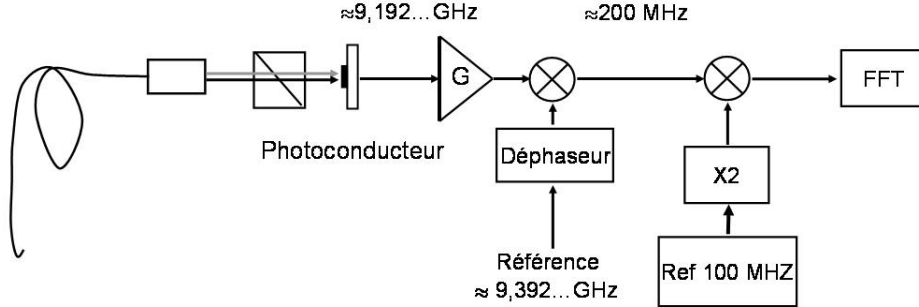 ≈9,192...GHz
≈200 MHz
G
FFT
Photoconducteur
Déphaseur
X2
Référence
≈ 9,392...GHz
Ref 100 MHZ